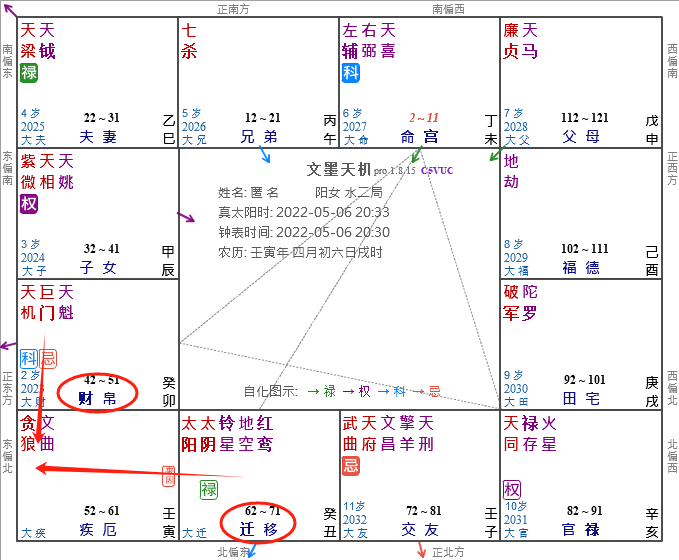 正南方
南偏西
南偏东
西偏南
天 天
梁 钺
禄
4 岁
2025
大 夫
22 ~ 31
夫 妻
乙
巳
七
杀
5 岁
2026
大 兄
12 ~ 21
兄 弟
丙
午
左 右 天
辅 弼 喜
科
6 岁
2027
大 命
2 ~ 11
命 宫
丁
未
廉 天
贞 马
7 岁
2028
大 父
112 ~ 121
父 母
戊
申
东偏南
正西方
紫 天 天
微 相 姚
权
3 岁
2024
大 子
32 ~ 41
子 女
甲
辰
文墨天机 pro.1.8.15 C5VUC
姓名: 匿 名 阳女 水二局
真太阳时: 2022-05-06 20:33
钟表时间: 2022-05-06 20:30
农历: 壬寅年 四月初六日戌时
自化图示: →禄 →权 →科 →忌
地
劫
8 岁
2029
大 福
102 ~ 111
福 德
己
酉
正东方
西偏北
天 巨 天
机 门 魁
科 忌
2 岁
大 财
42 ~ 51
财 帛
癸
卯
破 陀
军 罗
9 岁
2030
大 田
92 ~ 101
田 宅
庚
戌
东偏北
北偏西
贪 文
狼 曲
大 疾
52 ~ 61
疾 厄
壬
寅
太 太 铃 地 红
阳 阴 星 空 鸾
禄
大 迁
62 ~ 71
迁 移
癸
丑
武 天 文 擎 天
曲 府 昌 羊 刑
忌
11岁
2032
大 友
72 ~ 81
交 友
壬
子
天 禄 火
同 存 星
权
10岁
2031
大 官
82 ~ 91
官 禄
辛
亥
北偏东
正北方